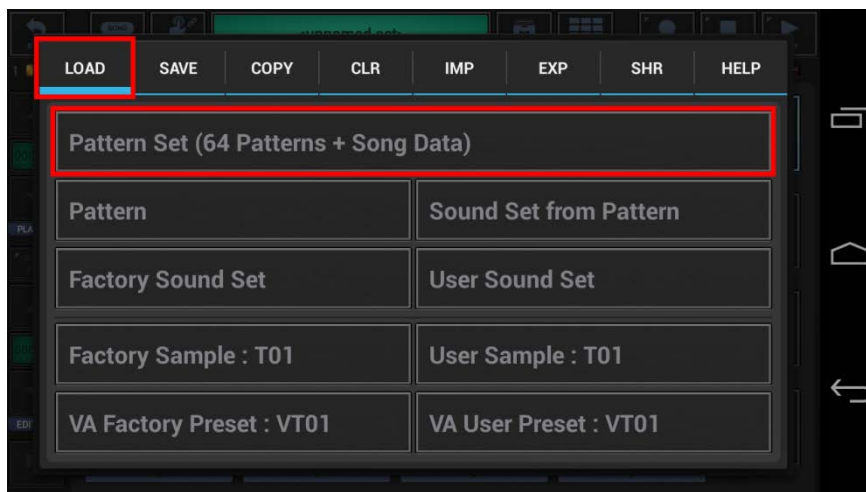 SONG
LOAD SAVE COPY CLR IMP EXP SHR HELP
Pattern Set (64 Patterns + Song Data)
Pattern Sound Set from Pattern
Factory Sound Set User Sound Set
Factory Sample : T01 User Sample : T01
VA Factory Preset : VT01 VA User Preset : VT01